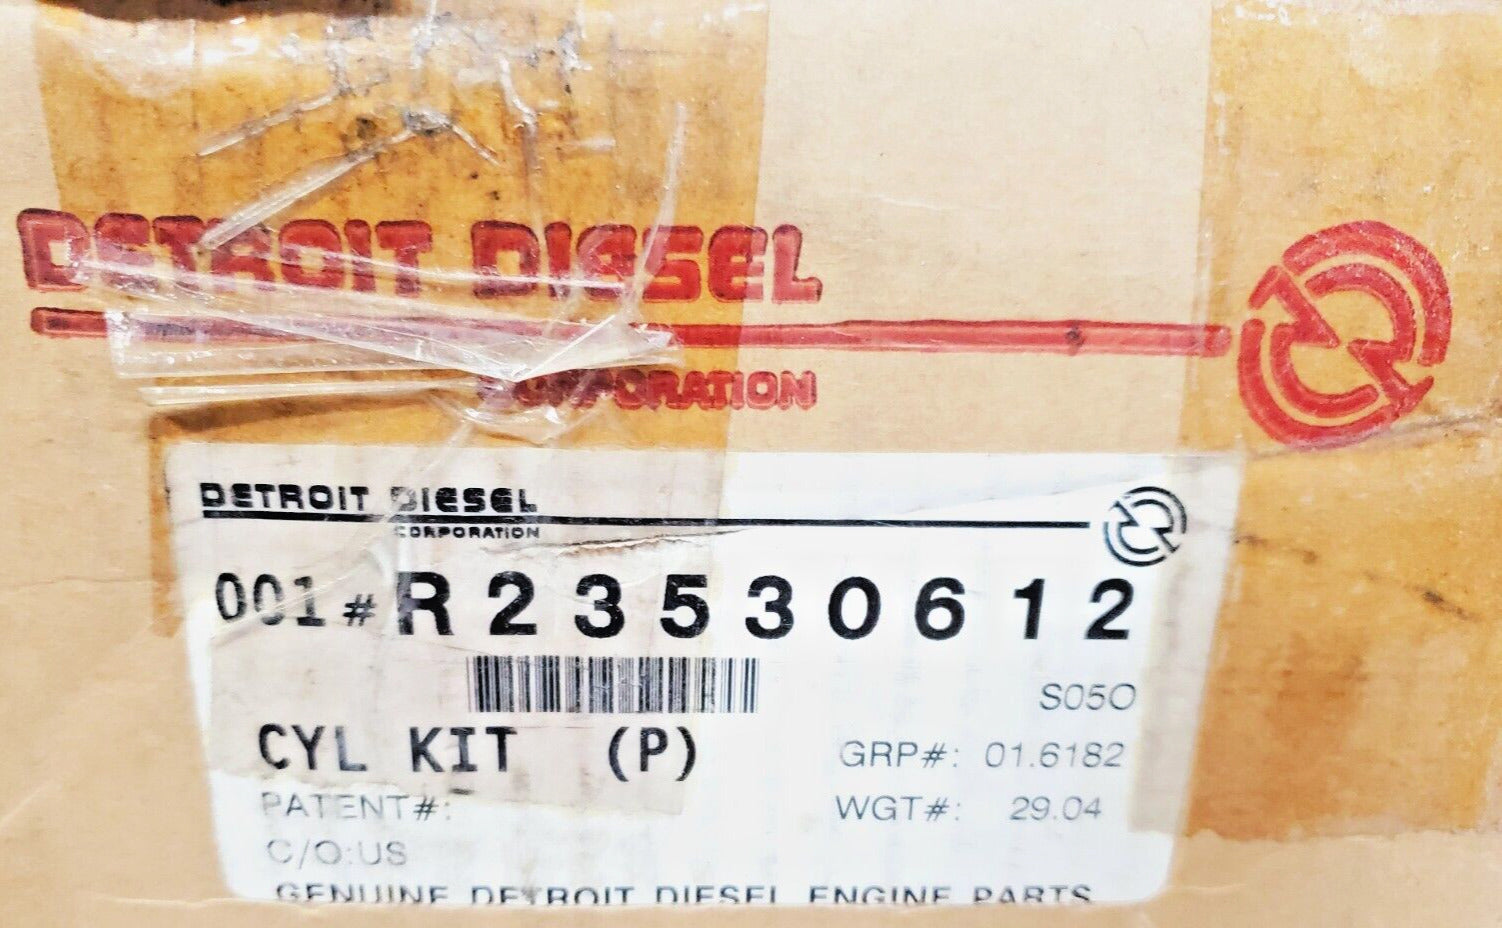 DETROIT DIESEL
CORPORATION
DETROIT DIESEL
CORPORATION
001# R23530612
S05O
CYL KIT (P)
GRP#: 01.6182
PATENT#:
WGT#: 29.04
C/O:US
GENUINE DETROIT DIESEL ENGINE PARTS